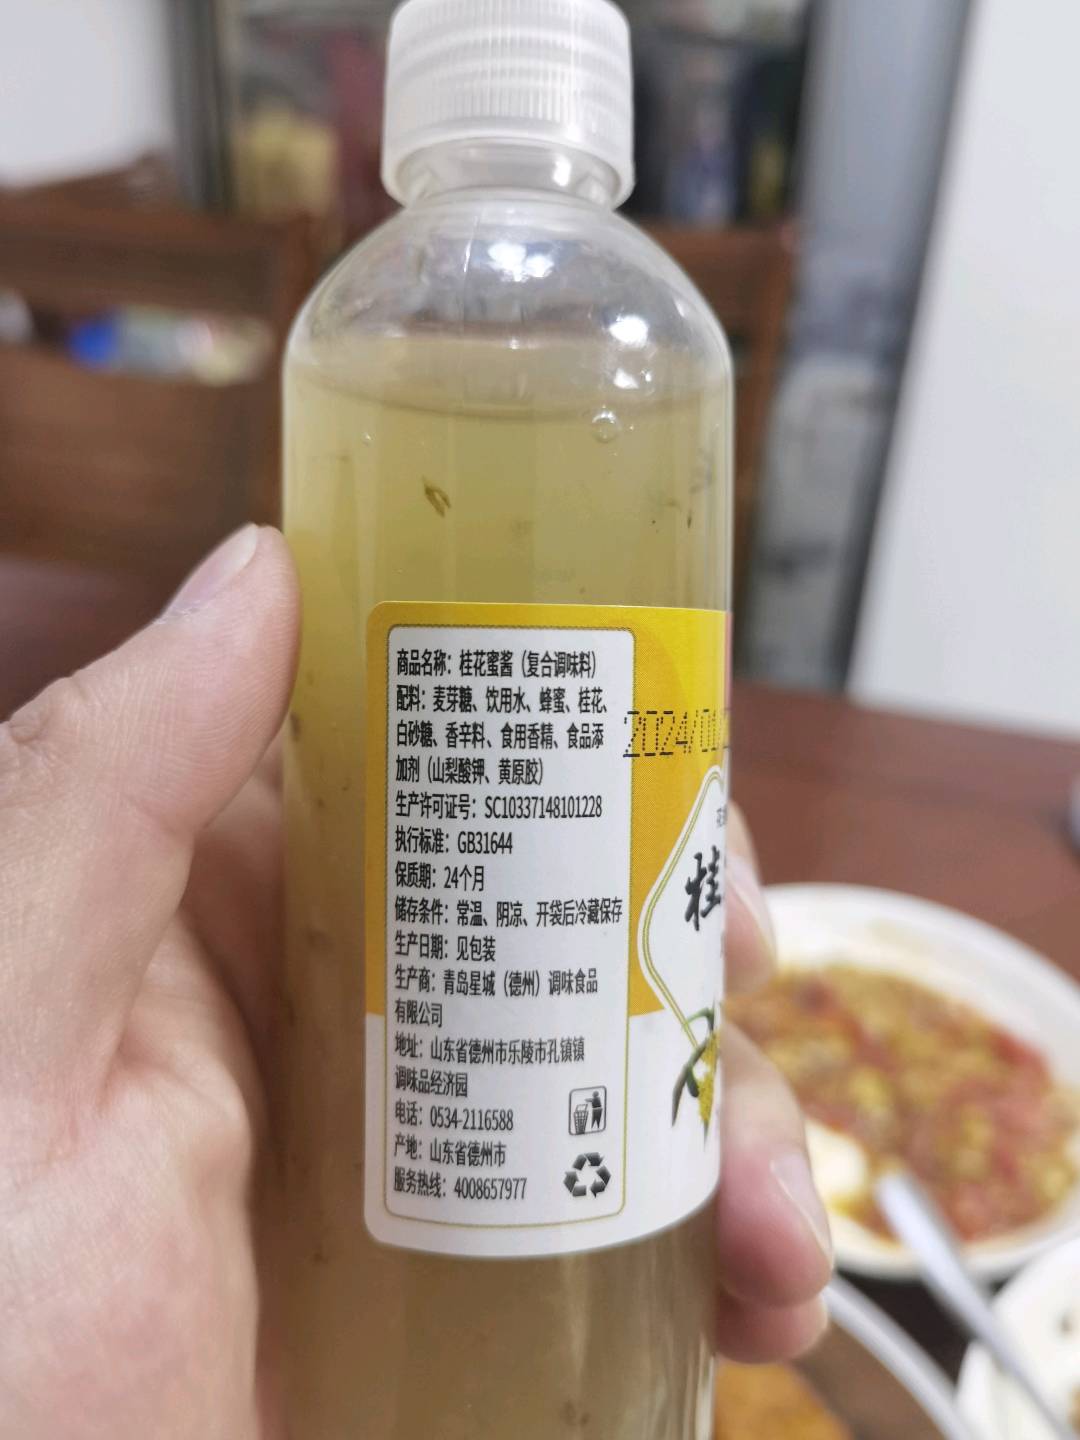 商品名称：桂花蜜酱（复合调味料）
配料：麦芽糖、饮用水、蜂蜜、桂花、
白砂糖、香辛料、食用香精、食品添
加剂（山梨酸钾、黄原胶）
生产许可证号：SC10337148101228
执行标准：GB31644
保质期：24个月
储存条件：常温、阴凉、开袋后冷藏保存
生产日期：见包装
生产商：青岛星城（德州）调味食品
有限公司
地址：山东省德州市乐陵市孔镇镇
调味品经济园
电话：0534-2116588
产地：山东省德州市
服务热线：4008657977
2024/0
桂